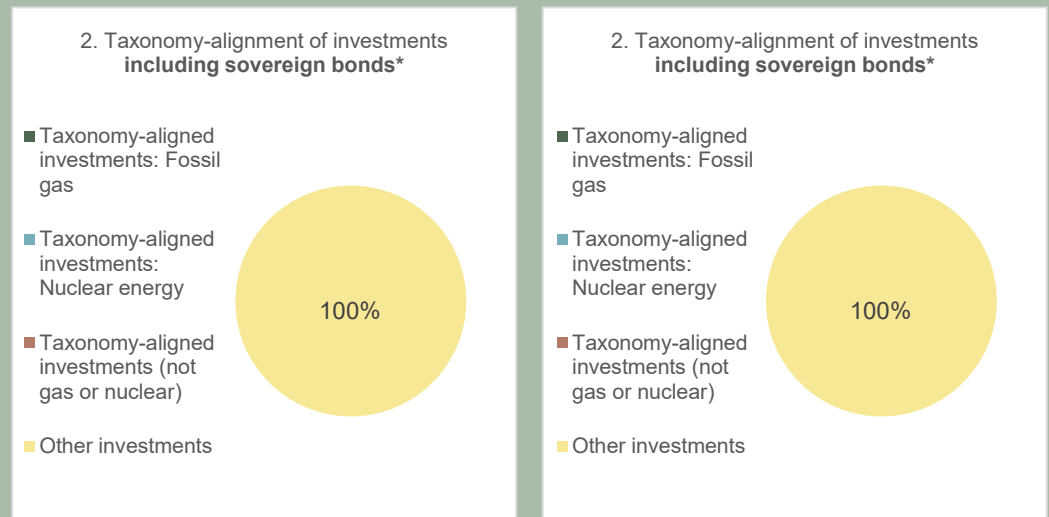 2. Taxonomy-alignment of investments
including sovereign bonds*
Taxonomy-aligned
investments: Fossil
gas
Taxonomy-aligned
investments:
Nuclear energy
Taxonomy-aligned
investments (not
gas or nuclear)
Other investments
100%
2. Taxonomy-alignment of investments
including sovereign bonds*
Taxonomy-aligned
investments: Fossil
gas
Taxonomy-aligned
investments:
Nuclear energy
Taxonomy-aligned
investments (not
gas or nuclear)
Other investments
100%